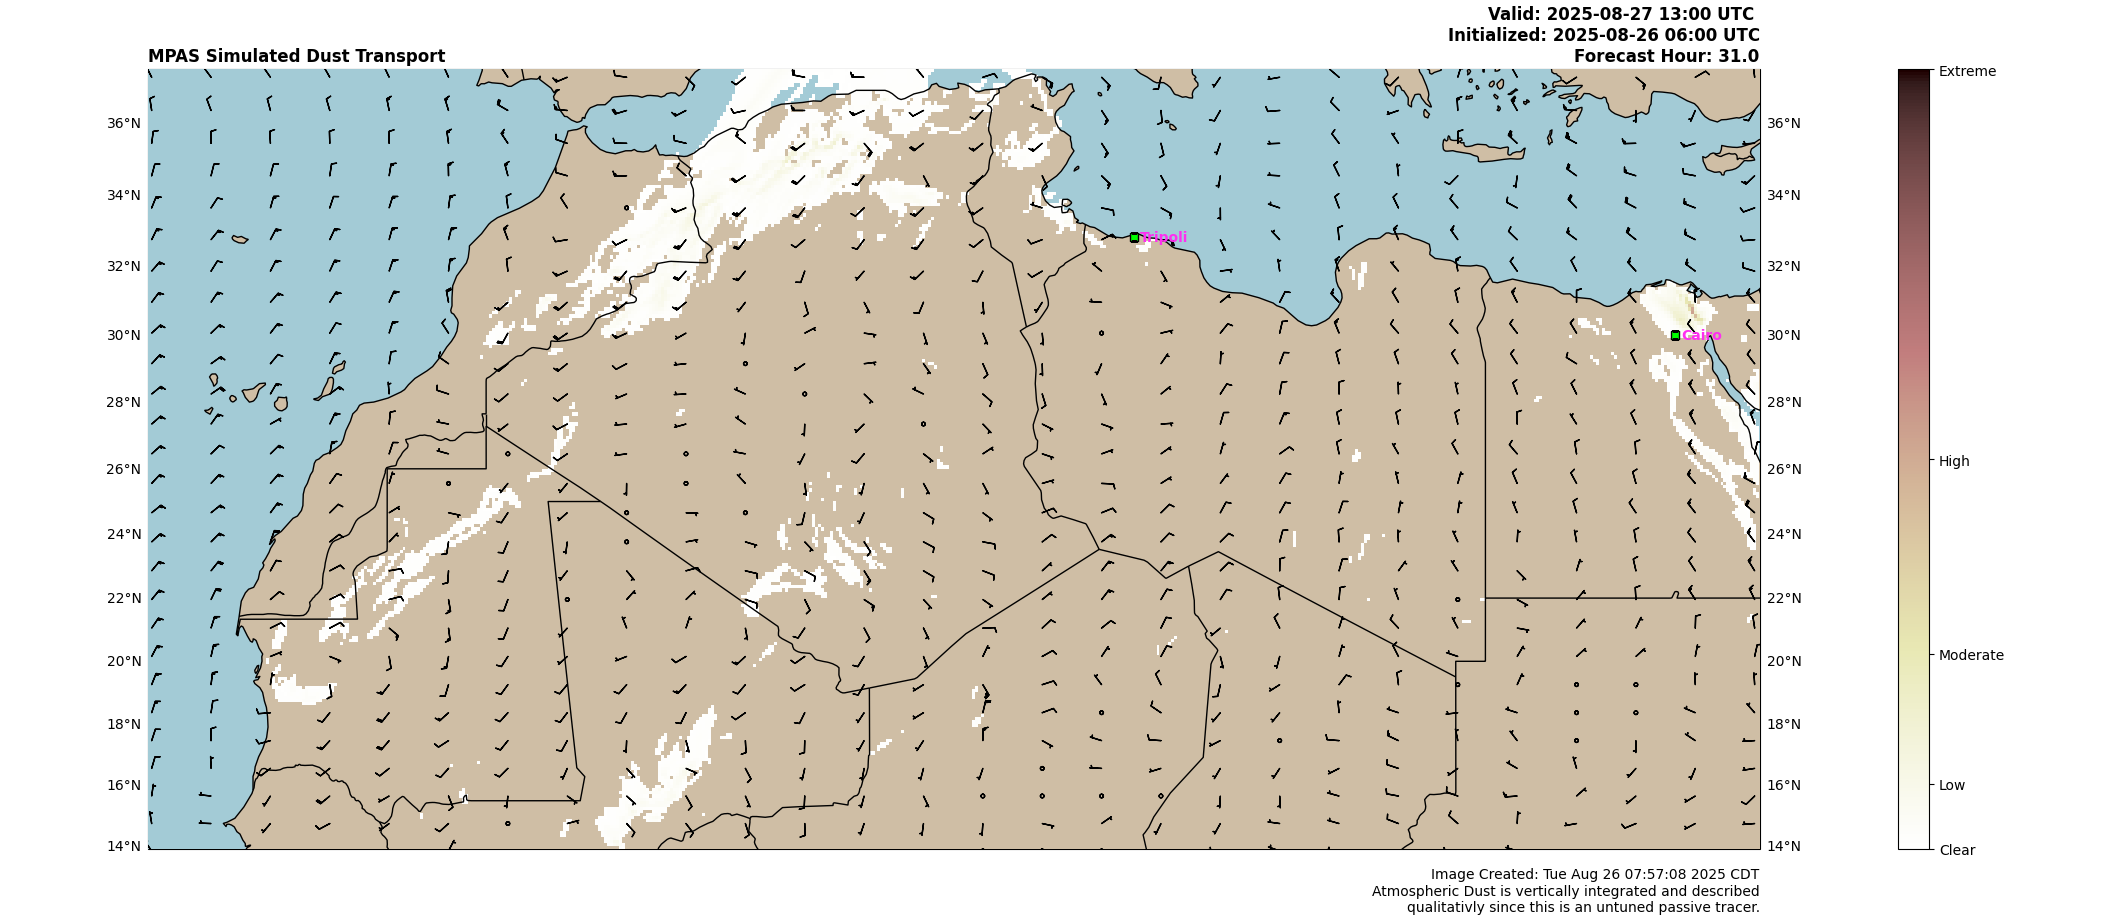 Valid: 2025-08-27 13:00 UTC
Initialized: 2025-08-26 06:00 UTC
MPAS Simulated Dust Transport
Forecast Hour: 31.0
36°N
34°N
32°N
30°N
28°N
26°N
24°N
22°N
20°N
18°N
16°N
14°N
Tripoli
Cairo
36°N
34°N
32°N
30°N
28°N
26°N
24°N
22°N
20°N
18°N
16°N
14°N
Extreme
High
Moderate
Low
Clear
Image Created: Tue Aug 26 07:57:08 2025 CDT
Atmospheric Dust is vertically integrated and described
qualitativly since this is an untuned passive tracer.